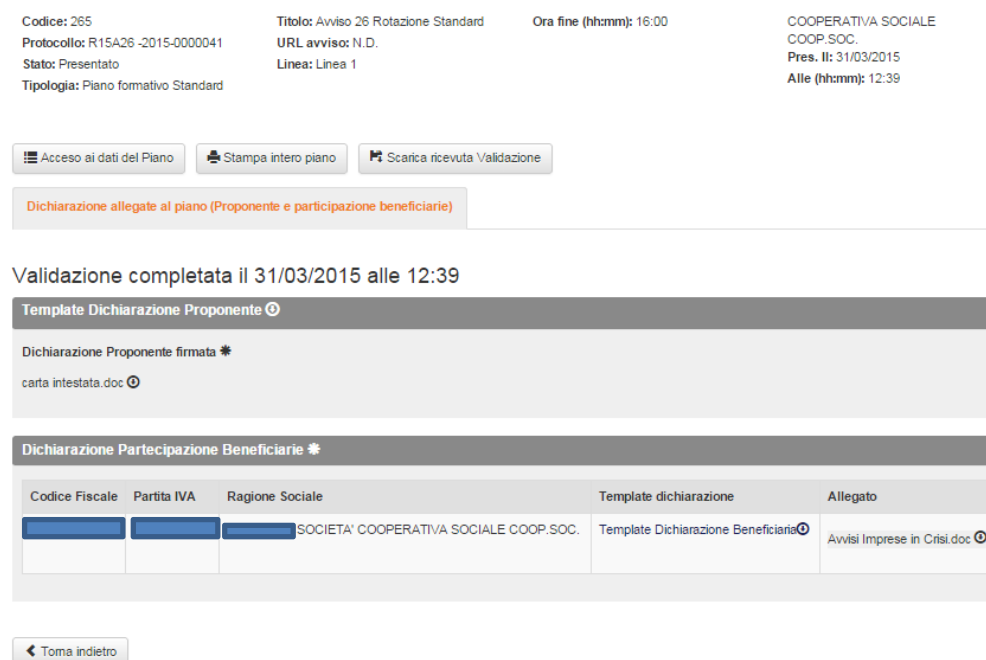 Codice: 265
Protocollo: R15A26 -2015-0000041
Stato: Presentato
Tipologia: Piano formativo Standard
Titolo: Avviso 26 Rotazione Standard
URL avviso: N.D.
Linea: Linea 1
Ora fine (hh:mm): 16:00
COOPERATIVA SOCIALE
COOP.SOC.
Pres. Il: 31/03/2015
Alle (hh:mm): 12:39
Acceso ai dati del Piano
Stampa intero piano
Scarica ricevuta Validazione
Dichiarazione allegate al piano (Proponente e participazione beneficiarie)
Validazione completata il 31/03/2015 alle 12:39
Template Dichiarazione Proponente
Dichiarazione Proponente firmata *
carta intestata.doc
Dichiarazione Partecipazione Beneficiarie *
Codice Fiscale Partita IVA Ragione Sociale Template dichiarazione Allegato
SOCIETA' COOPERATIVA SOCIALE COOP.SOC. Template Dichiarazione Beneficiaria Avvisi Imprese in Crisi.doc
Torna indietro